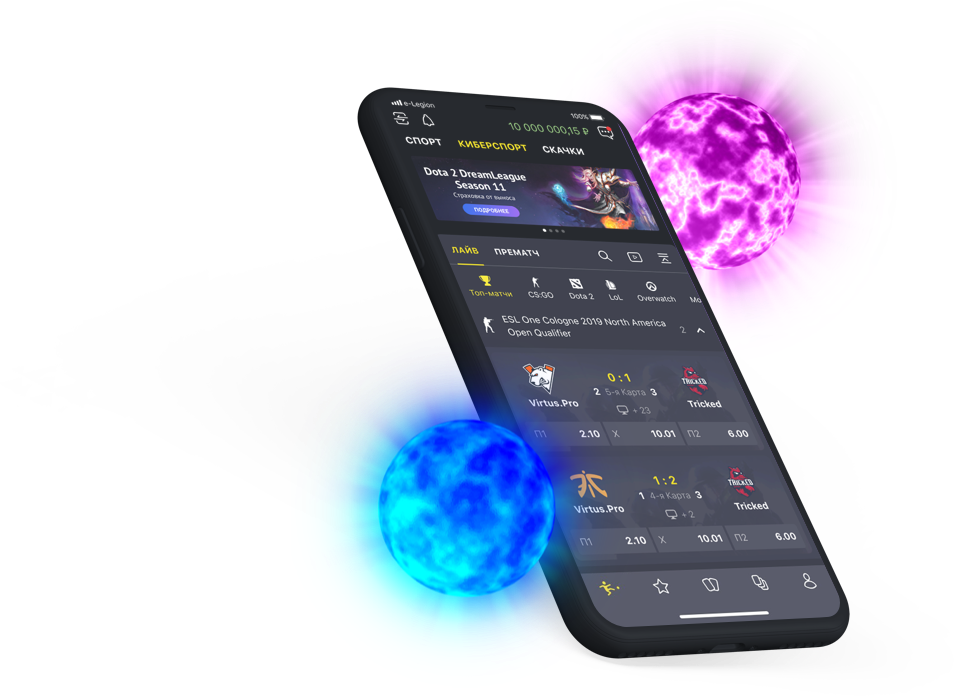 e-Legion
100%
10 000 000,15 ₽
СПОРТ КИБЕРСПОРТ СКАЧКИ
Dota 2 DreamLeague
Season 11
Страховка от выноса
ПОДРОБНЕЕ
ЛАЙВ ПРЕМАТЧ
Топ-матчи CS:GO Dota 2 LoL Overwatch Mo
ESL One Cologne 2019 North America
Open Qualifier
2
0 : 1
2 5-я Карта 3
TRICKED
Virtus.Pro Tricked
+ 23
П1 2.10 X 10.01 П2 6.00
1 : 2
1 4-я Карта 3
TRICKED
Virtus.Pro Tricked
+ 2
П1 2.10 X 10.01 П2 6.00